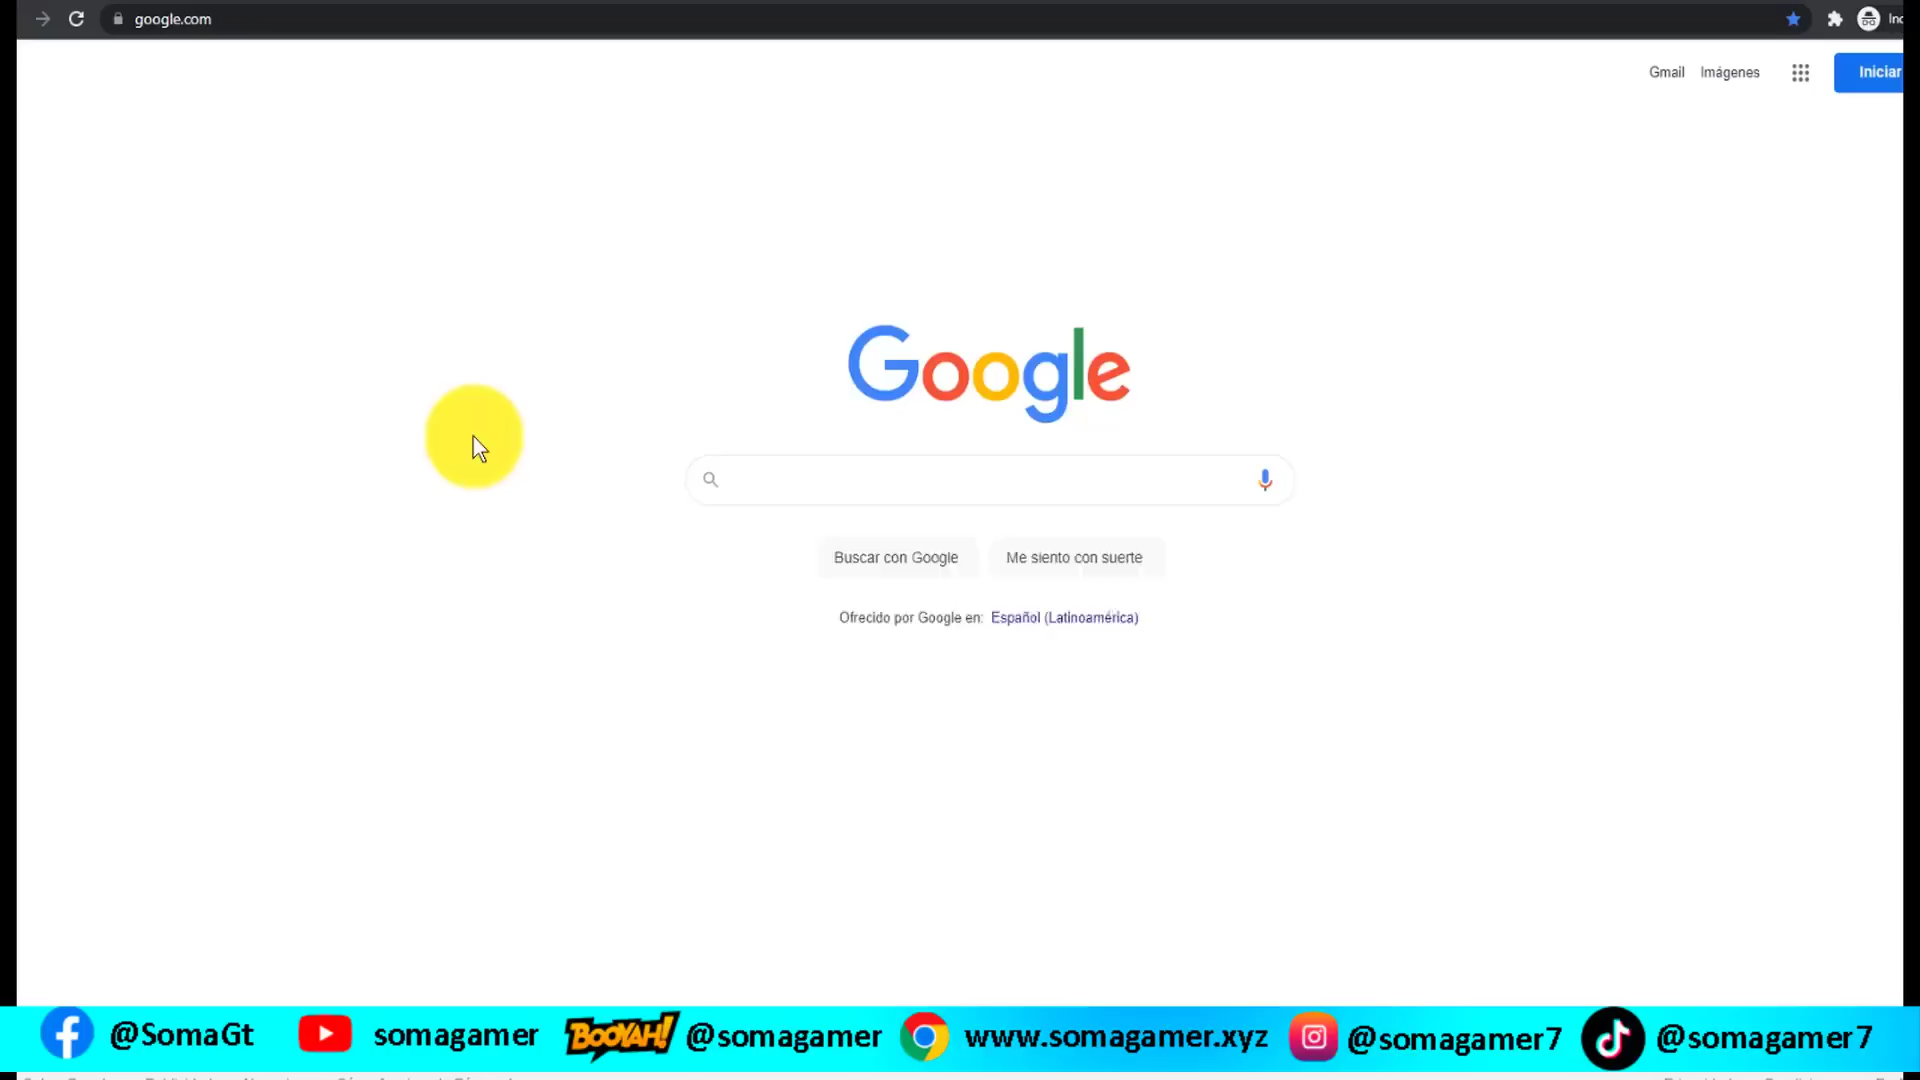 google.com
Inc
Gmail Imágenes
Iniciar
Google
Buscar con Google Me siento con suerte
Ofrecido por Google en: Español (Latinoamérica)
@SomaGt somagamer BOOYAH! @somagamer www.somagamer.xyz @somagamer7 @somagamer7